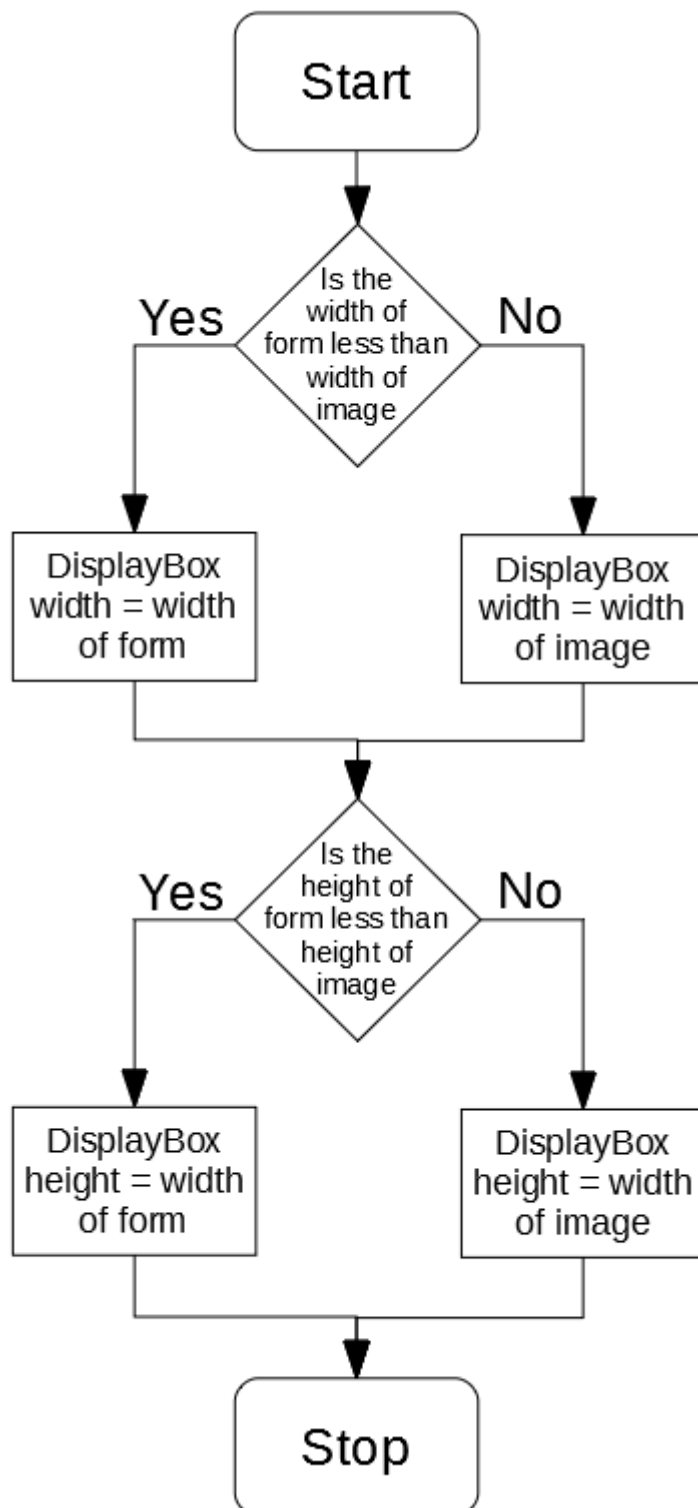 Start
Is the
width of
form less than
width of
image
Yes
No
DisplayBox
width = width
of form
DisplayBox
width = width
of image
Is the
height of
form less than
height of
image
Yes
No
DisplayBox
height = width
of form
DisplayBox
height = width
of image
Stop